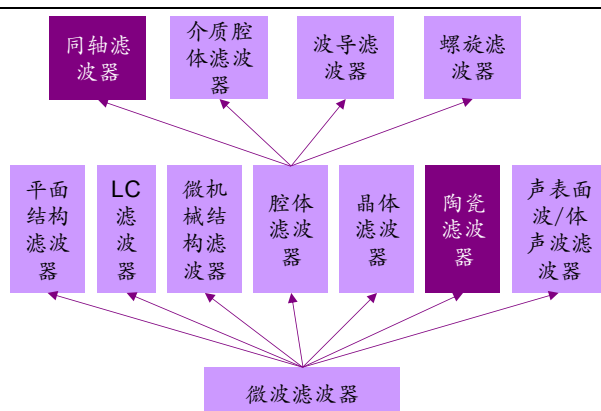 同轴滤
波器
介质腔
体滤波
器
波导滤
波器
螺旋滤
波器
平面
结构
滤波
器
LC
滤
波
器
微机
械结
构滤
波器
腔体
滤波
器
晶体
滤波
器
陶瓷
滤波
器
声表面
波/体
声波滤
波器
微波滤波器